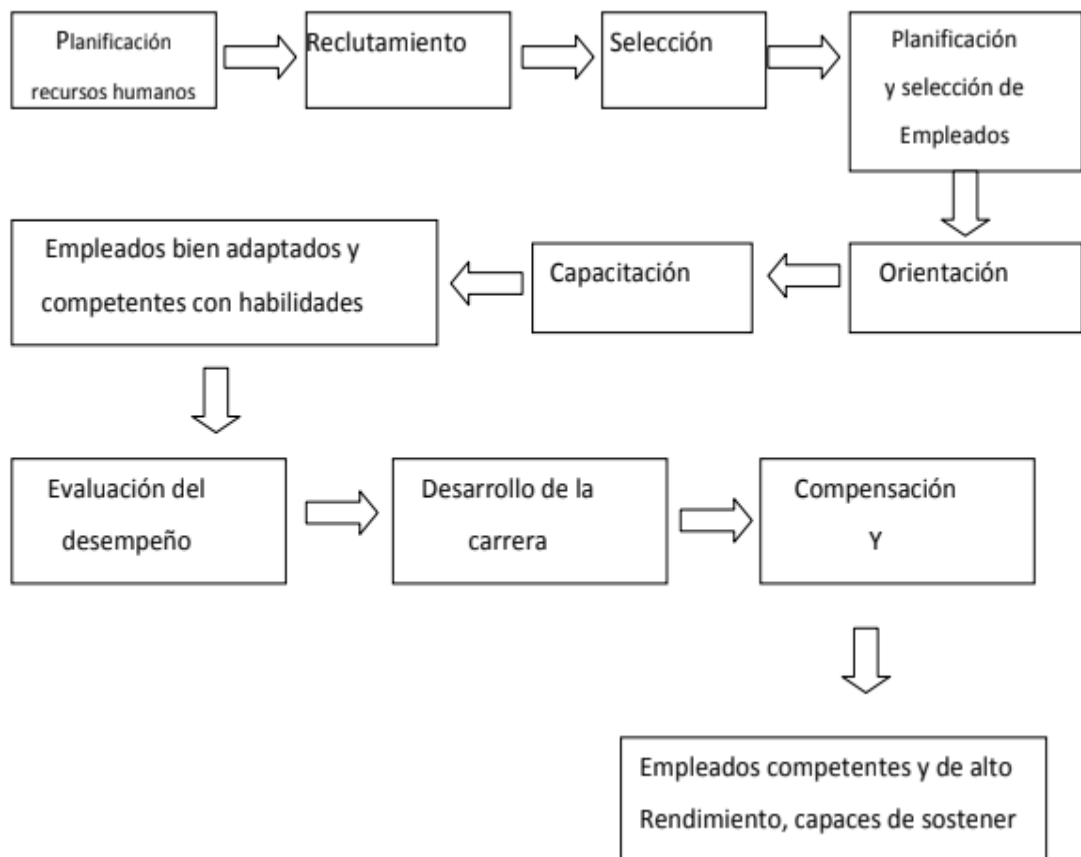 Planificación
recursos humanos
Reclutamiento
Selección
Planificación
y selección de
Empleados
Orientación
Capacitación
Empleados bien adaptados y
competentes con habilidades
Evaluación del
desempeño
Desarrollo de la
carrera
Compensación
Y
Empleados competentes y de alto
Rendimiento, capaces de sostener